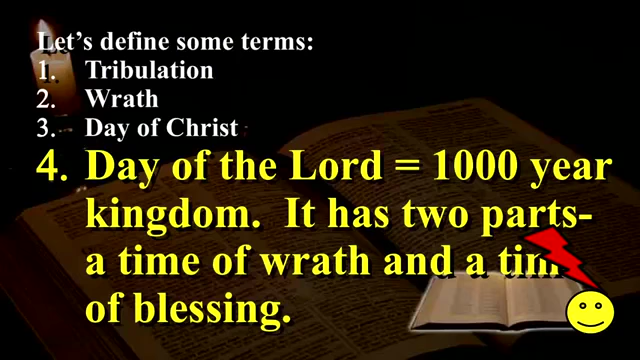 Let's define some terms:
1. Tribulation
2. Wrath
3. Day of Christ
4. Day of the Lord = 1000 year
kingdom. It has two parts-
a time of wrath and a
of blessing.